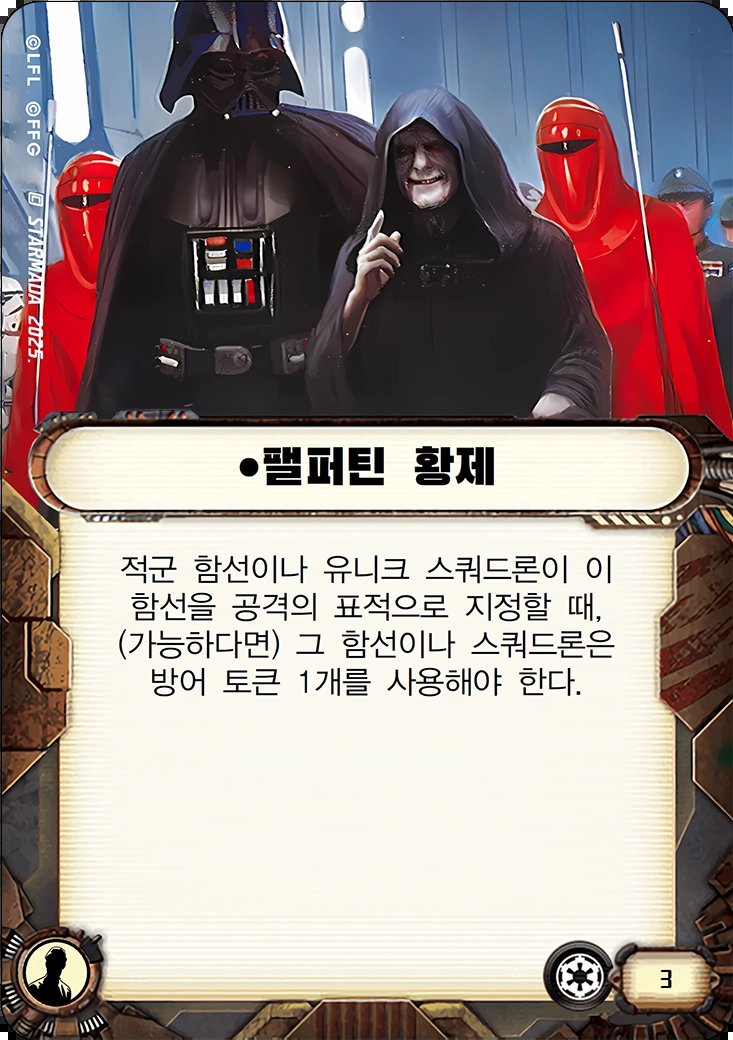 ©LFL ©FFG © STARMADA 2025.
•팰퍼틴 황제
적군 함선이나 유니크 스쿼드론이 이
함선을 공격의 표적으로 지정할 때,
(가능하다면) 그 함선이나 스쿼드론은
방어 토큰 1개를 사용해야 한다.
3